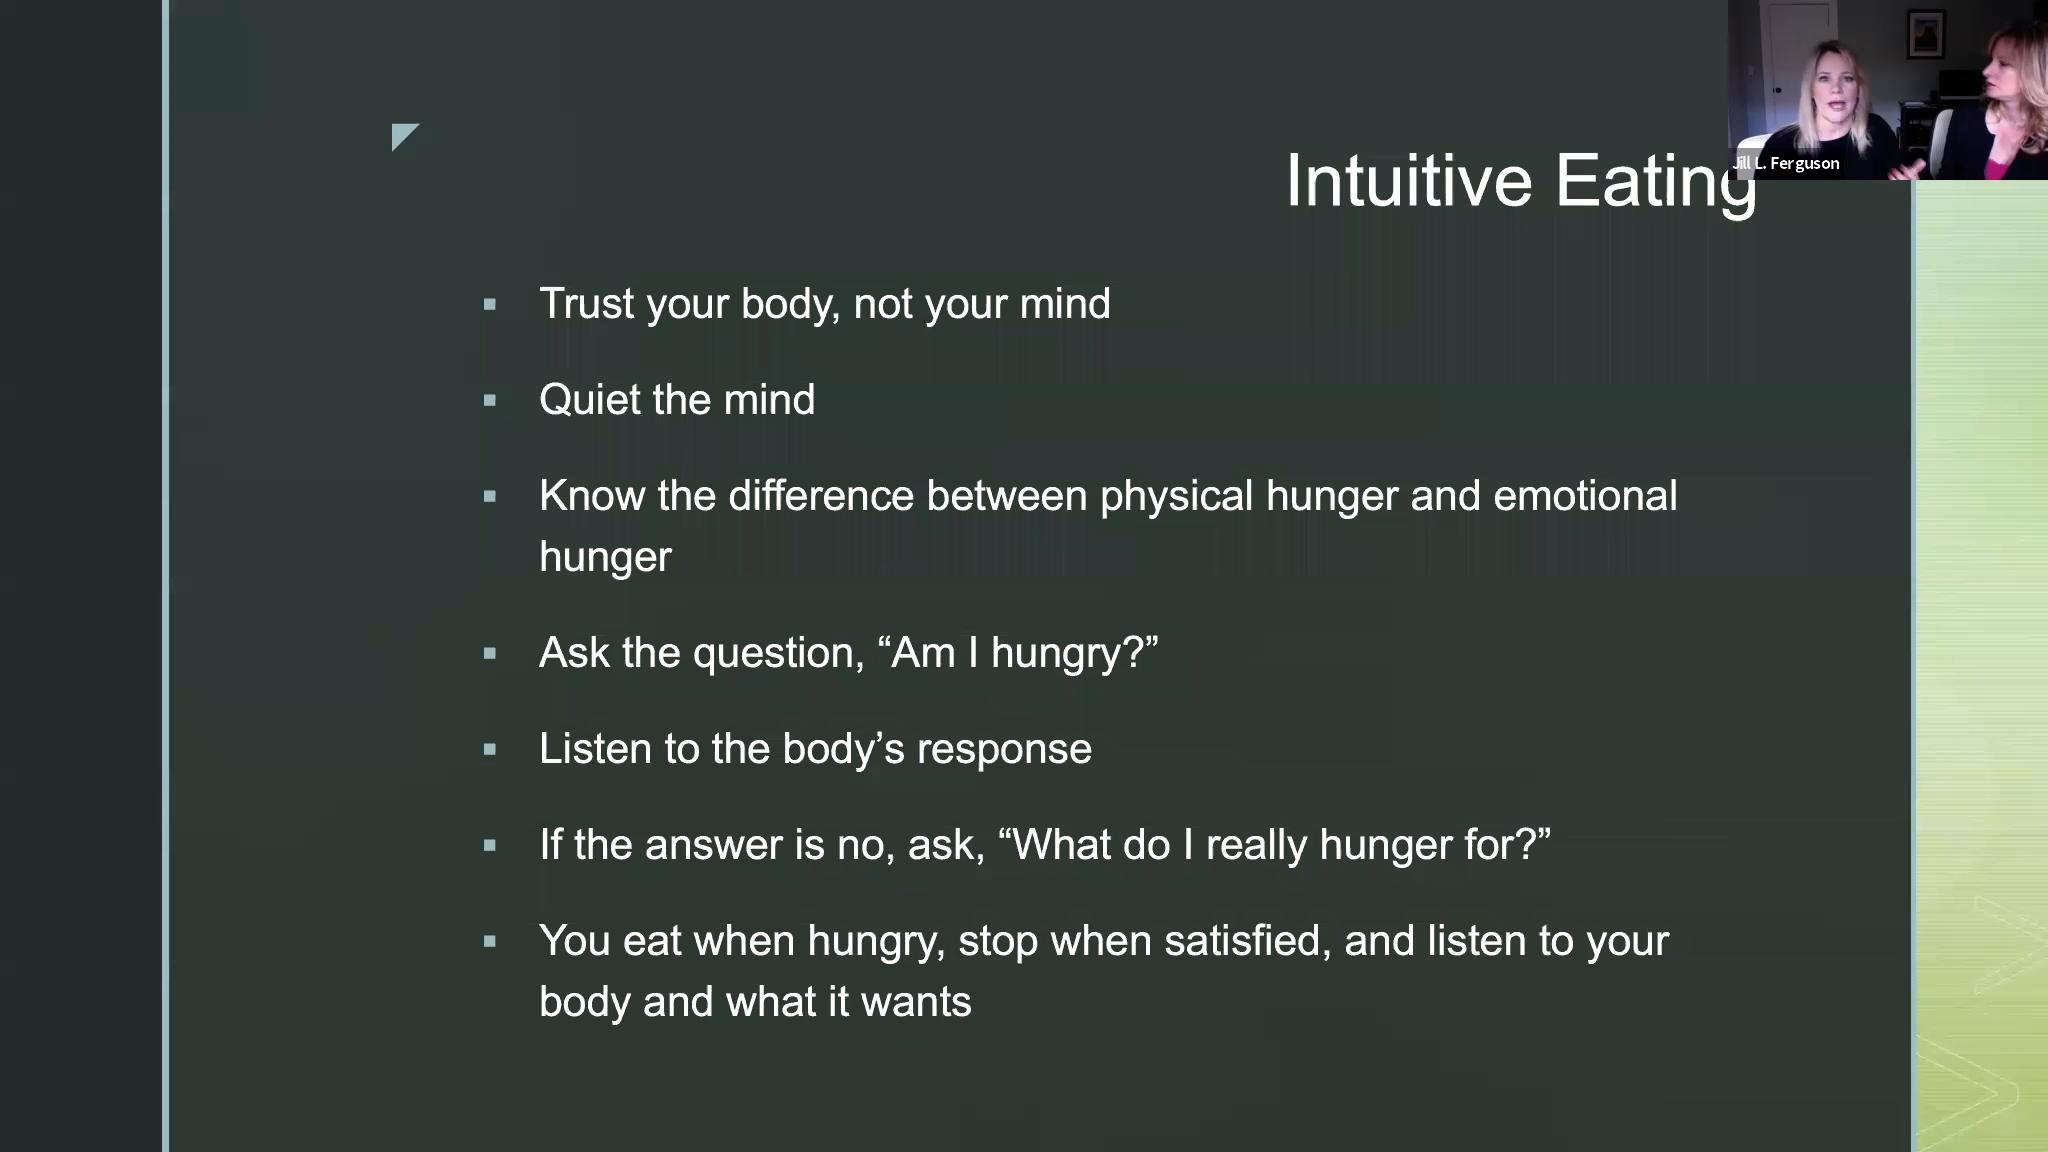 Jill L. Ferguson
Intuitive Eating
Trust your body, not your mind
Quiet the mind
Know the difference between physical hunger and emotional
hunger
Ask the question, “Am I hungry?”
Listen to the body’s response
If the answer is no, ask, “What do I really hunger for?”
You eat when hungry, stop when satisfied, and listen to your
body and what it wants